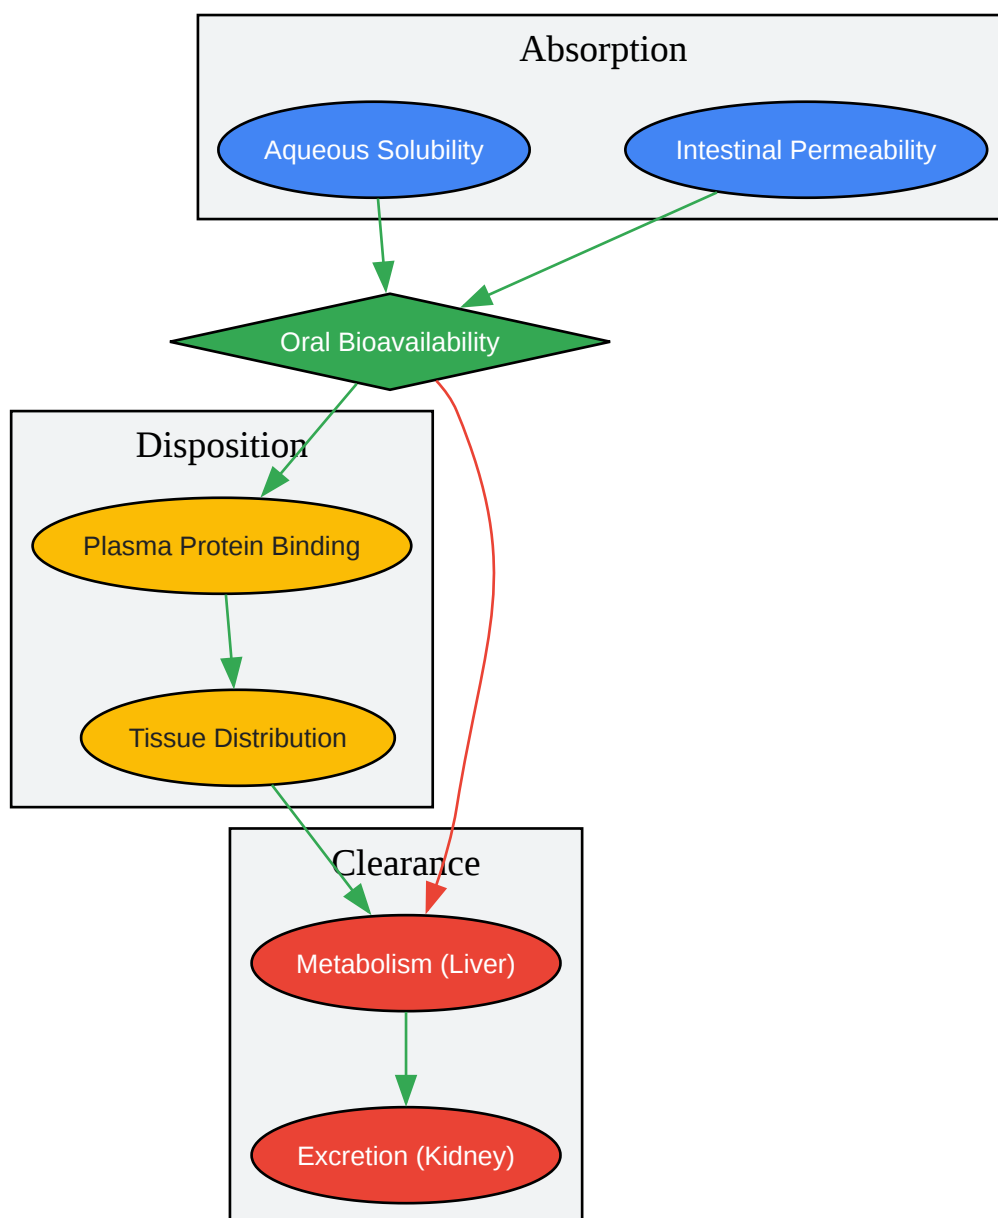 Absorption
Aqueous Solubility
Intestinal Permeability
Oral Bioavailability
Disposition
Plasma Protein Binding
Tissue Distribution
Clearance
Metabolism (Liver)
Excretion (Kidney)